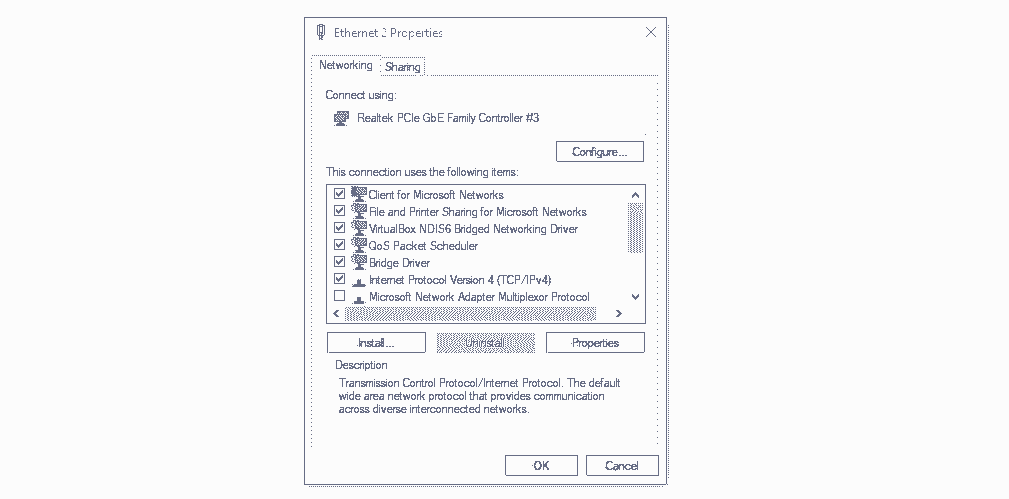 Ethernet 2 Properties
Networking
Sharing
Connect using:
Realtek PCIe GbE Family Controller #3
Configure...
This connection uses the following items:
Client for Microsoft Networks
File and Printer Sharing for Microsoft Networks
VirtualBox NDIS6 Bridged Networking Driver
QoS Packet Scheduler
Bridge Driver
Internet Protocol Version 4 (TCP/IPv4)
Microsoft Network Adapter Multiplexor Protocol
Install...
Uninstall
Properties
Description
Transmission Control Protocol/Internet Protocol. The default
wide area network protocol that provides communication
across diverse interconnected networks.
OK
Cancel